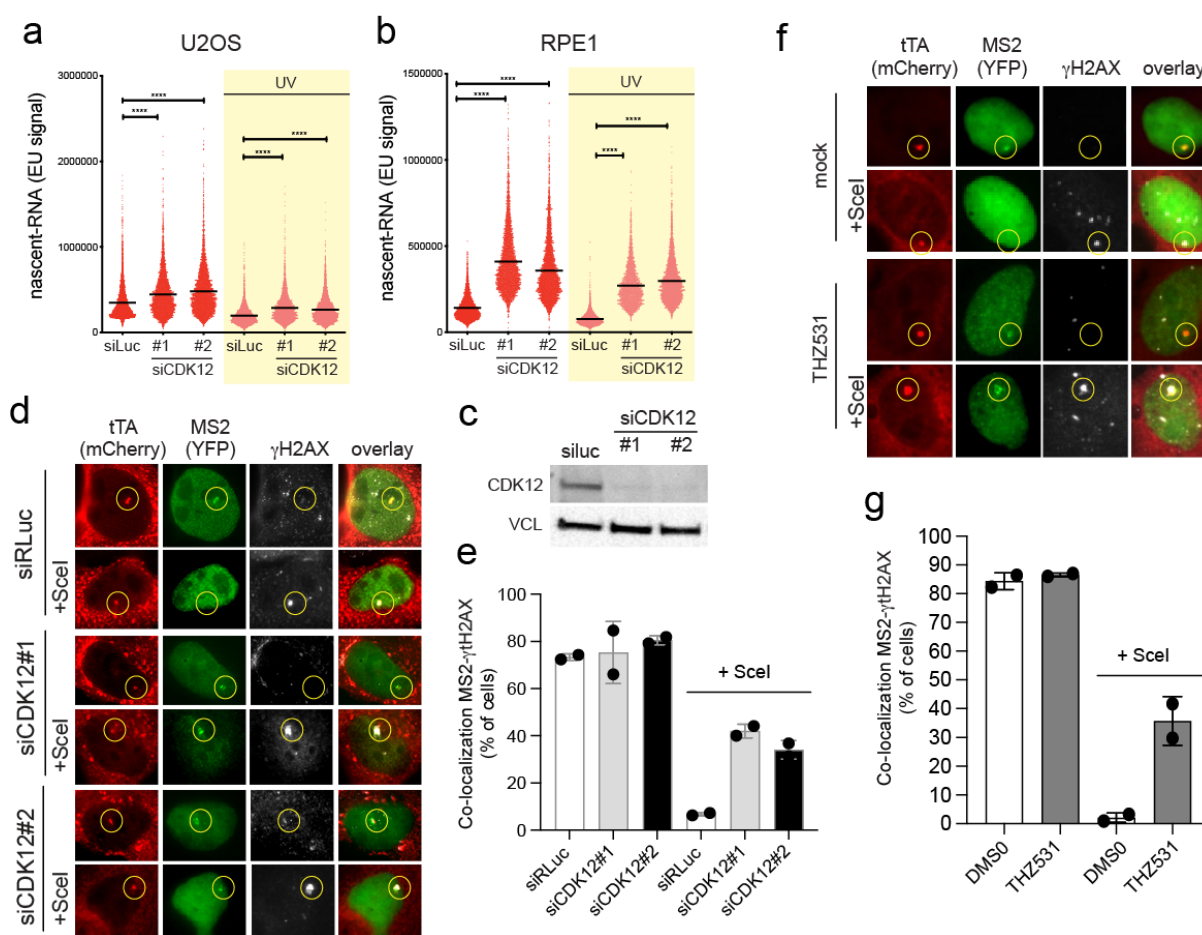 a
U2OS
nascent-RNA (EU signal)
3000000
2000000
1000000
0
UV
****
****
****
****
siLuc
#1
#2
siCDK12
siLuc
#1
#2
siCDK12
b
RPE1
nascent-RNA (EU signal)
1500000
1000000
500000
0
UV
****
****
****
****
siLuc
#1
#2
siCDK12
siLuc
#1
#2
siCDK12
c
siCDK12
siluc
#1
#2
CDK12
VCL
d
tTA
(mCherry)
MS2
(YFP)
γH2AX
overlay
siRLuc
+SceI
siCDK12#1
+SceI
siCDK12#2
+SceI
e
Co-localization MS2-γtH2AX
(% of cells)
100
80
60
40
20
0
+ SceI
siRLuc
siCDK12#1
siCDK12#2
siRLuc
siCDK12#1
siCDK12#2
f
tTA
(mCherry)
MS2
(YFP)
γH2AX
overlay
mock
+SceI
THZ531
+SceI
g
Co-localization MS2-γtH2AX
(% of cells)
100
90
80
70
60
50
40
30
20
10
0
+ SceI
DMS0
THZ531
DMS0
THZ531